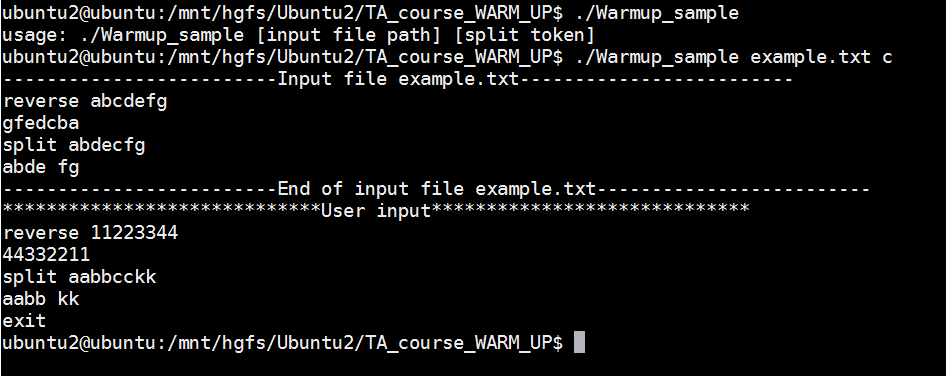 ubuntu2@ubuntu:/mnt/hgfs/Ubuntu2/TA_course_WARM_UP$ ./Warmup_sample
usage: ./Warmup_sample [input file path] [split token]
ubuntu2@ubuntu:/mnt/hgfs/Ubuntu2/TA_course_WARM_UP$ ./Warmup_sample example.txt c
-------------------------Input file example.txt-------------------------
reverse abcdefg
gfedcba
split abdecfg
abde fg
-------------------------End of input file example.txt-------------------------
*****************************User input*****************************
reverse 11223344
44332211
split aabbcckk
aabb kk
exit
ubuntu2@ubuntu:/mnt/hgfs/Ubuntu2/TA_course_WARM_UP$